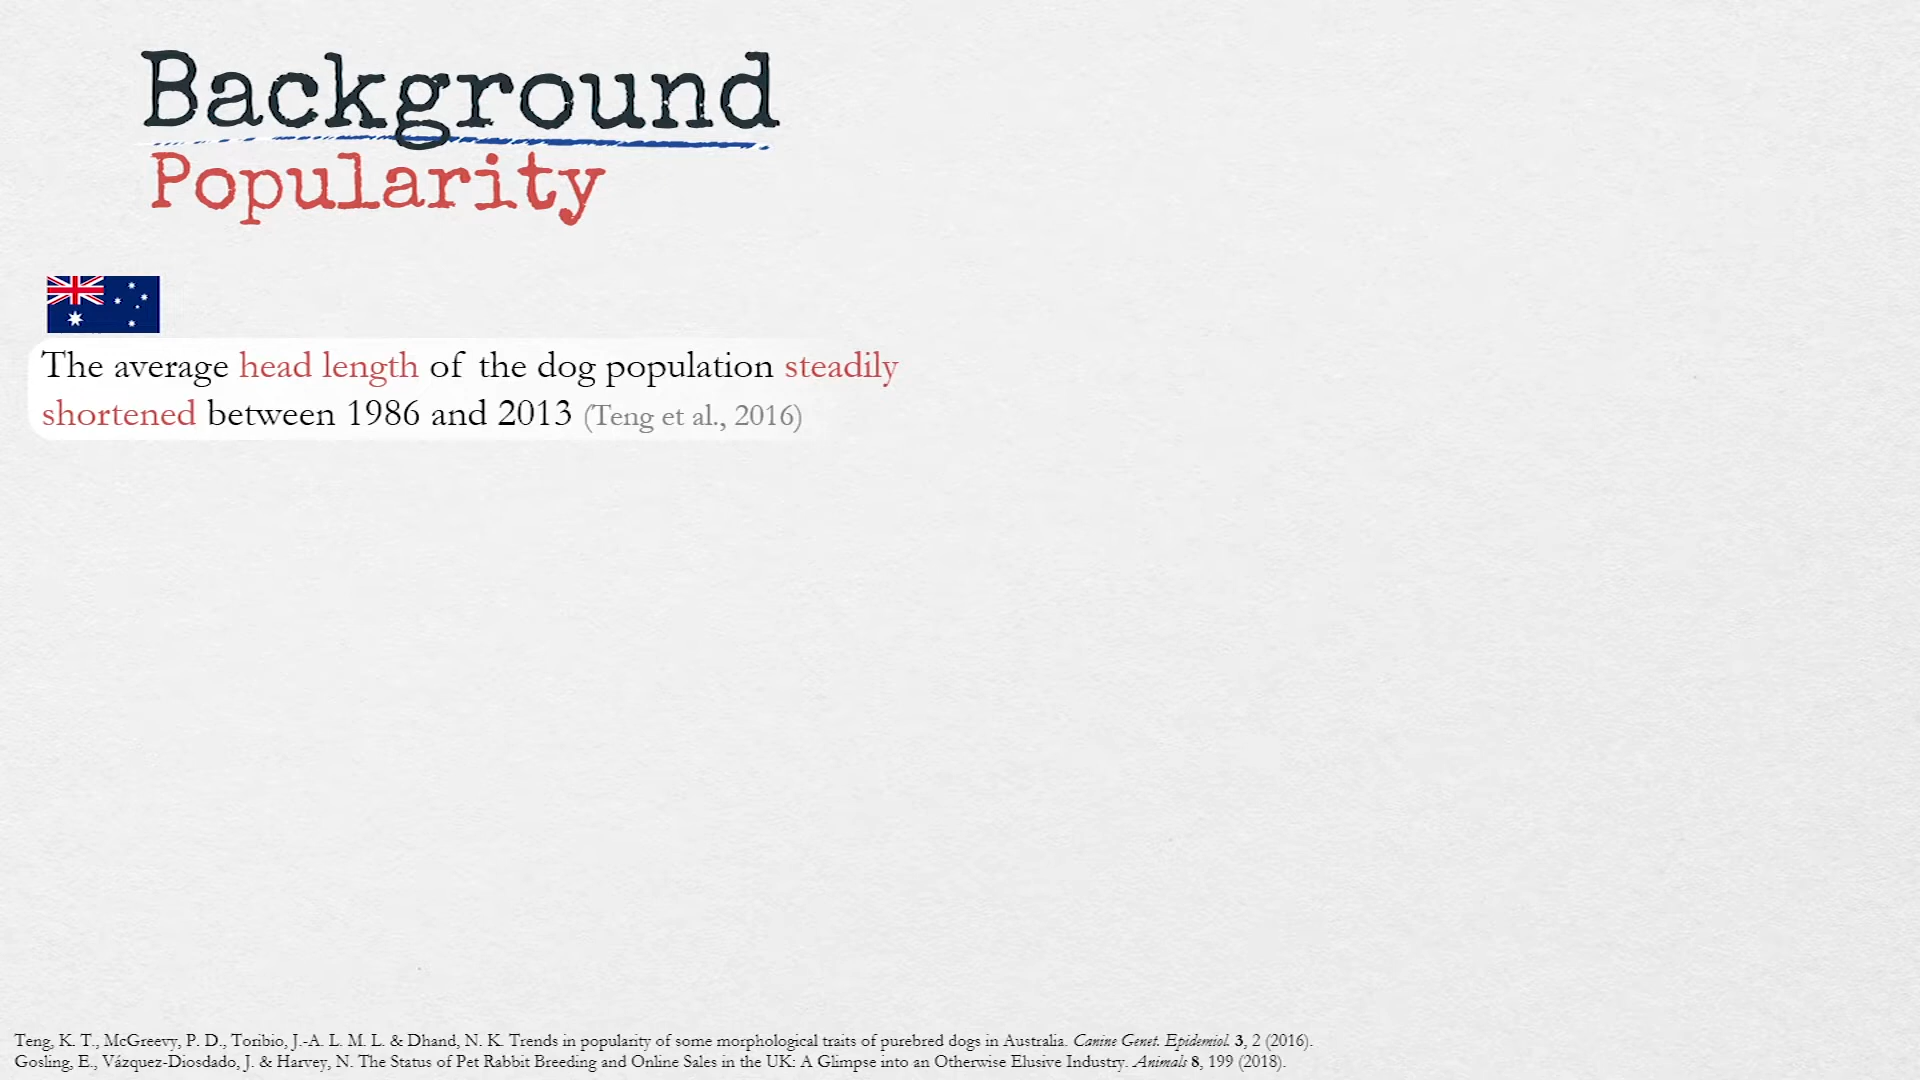 Background
Popularity
The average head length of the dog population steadily
shortened between 1986 and 2013 (Teng et al., 2016)
Teng, K. T., McGreevy, P. D., Toribio, J.-A. L. M. L. & Dhand, N. K. Trends in popularity of some morphological traits of purebred dogs in Australia. Canine Genet. Epidemiol. 3, 2 (2016).
Gosling, E., Vázquez-Diosdado, J. & Harvey, N. The Status of Pet Rabbit Breeding and Online Sales in the UK: A Glimpse into an Otherwise Elusive Industry. Animals 8, 199 (2018).